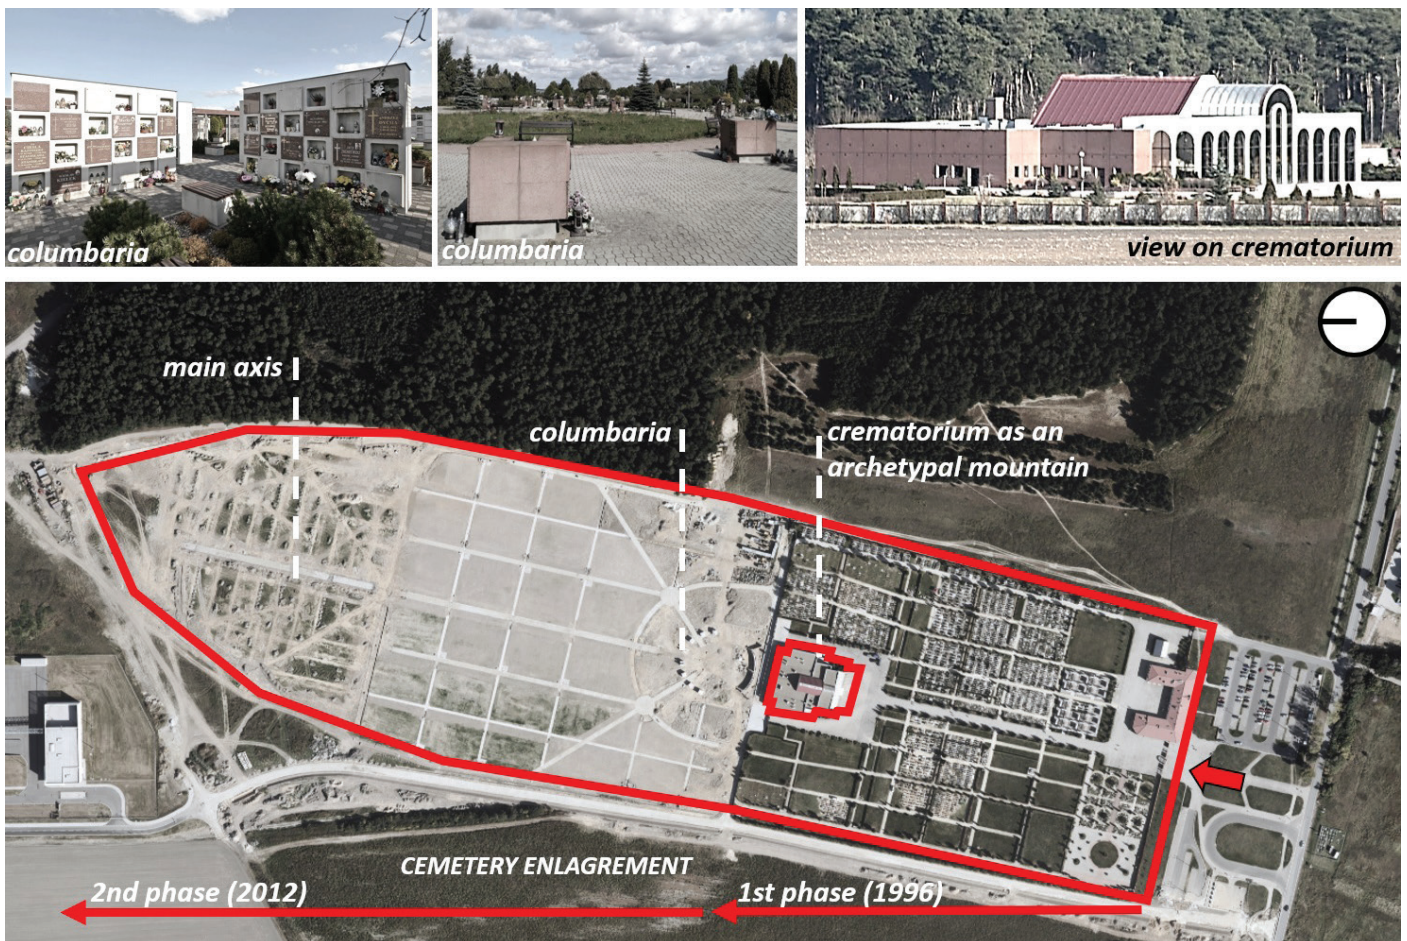 columbaria
columbaria
view on crematorium
main axis
columbaria
crematorium as an
archetypal mountain
CEMETERY ENLAGREMENT
2nd phase (2012)
1st phase (1996)